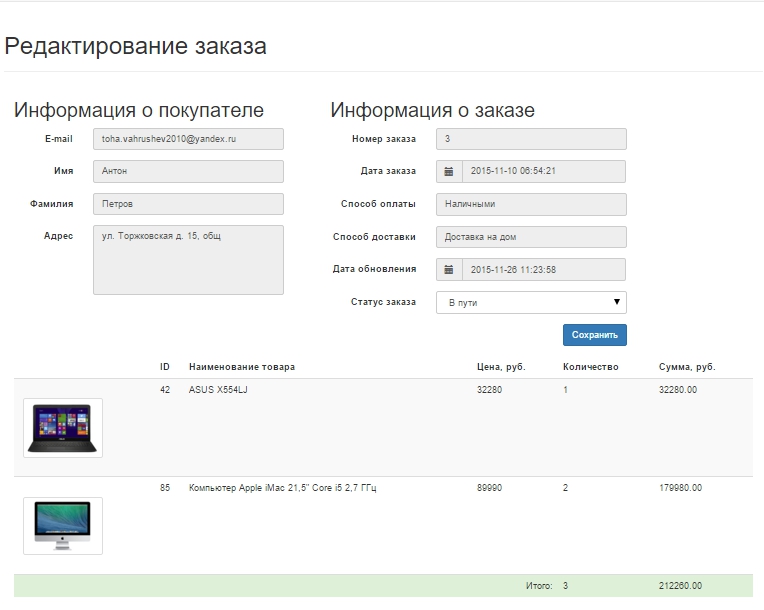 Редактирование заказа
Информация о покупателе
E-mail toha.vahrushev2010@yandex.ru
Имя Антон
Фамилия Петров
Адрес ул. Торжковская д. 15, общ
Информация о заказе
Номер заказа 3
Дата заказа 2015-11-10 06:54:21
Способ оплаты Наличными
Способ доставки Доставка на дом
Дата обновления 2015-11-26 11:23:58
Статус заказа В пути
Сохранить
ID Наименование товара Цена, руб. Количество Сумма, руб.
42 ASUS X554LJ 32280 1 32280.00
85 Компьютер Apple iMac 21,5" Core i5 2,7 ГГц 89990 2 179980.00
Итого: 3 212260.00